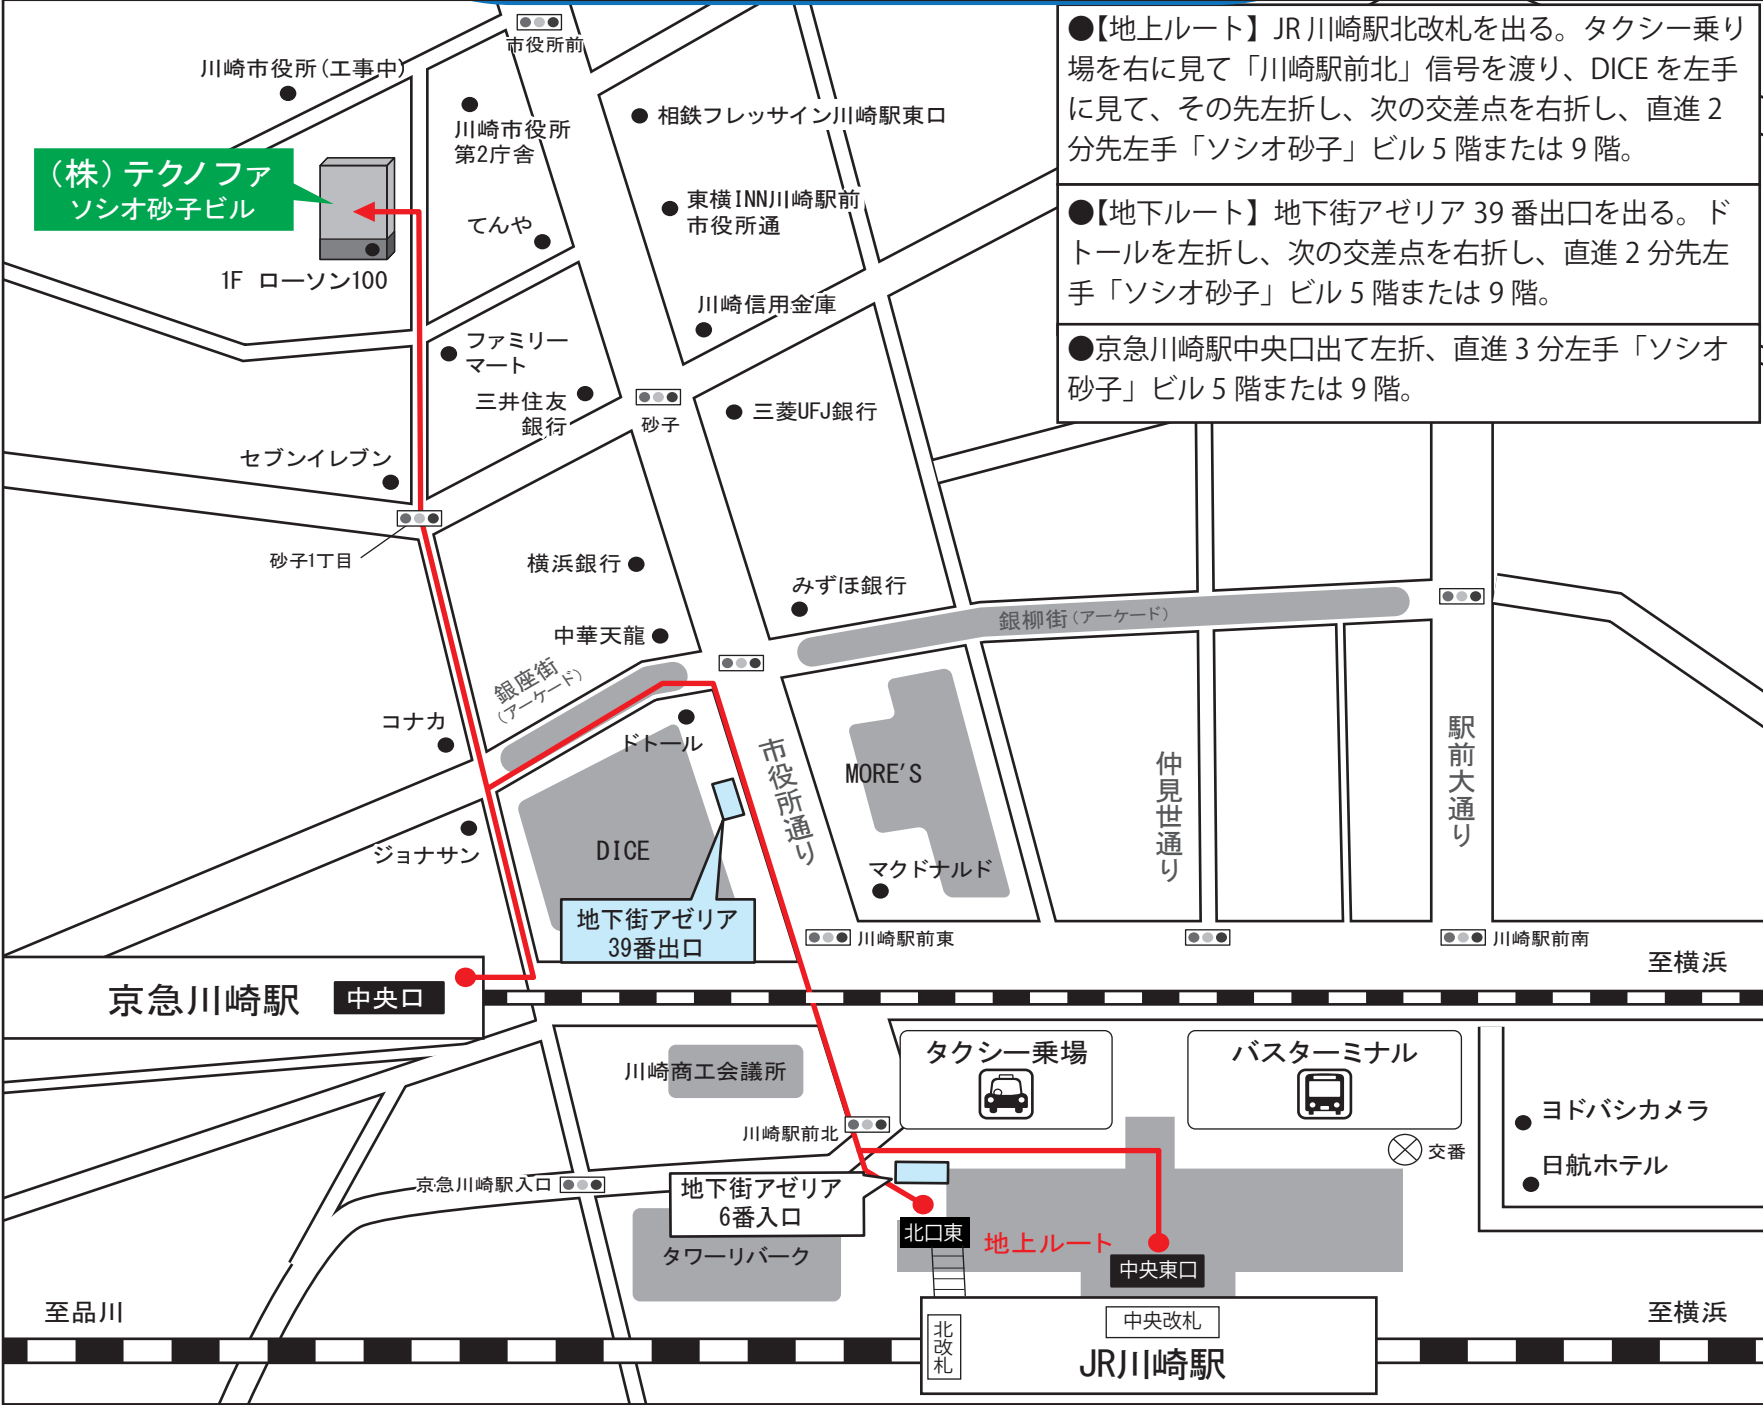 ●【地上ルート】JR川崎駅北改札を出る。タクシー乗り
場を右に見て「川崎駅前北」信号を渡り、DICEを左手
に見て、その先左折し、次の交差点を右折し、直進2
分先左手「ソシオ砂子」ビル5階または9階。
●【地下ルート】地下街アゼリア39番出口を出る。ド
トールを左折し、次の交差点を右折し、直進2分先左
手「ソシオ砂子」ビル5階または9階。
●京急川崎駅中央口出て左折、直進3分左手「ソシオ
砂子」ビル5階または9階。
市役所前
川崎市役所(工事中)
川崎市役所
第2庁舎
相鉄フレッサイン川崎駅東口
(株)テクノファ
ソシオ砂子ビル
東横INN川崎駅前
市役所通
てんや
1F ローソン100
川崎信用金庫
ファミリー
マート
三井住友
銀行
砂子
三菱UFJ銀行
セブンイレブン
砂子1丁目
横浜銀行
みずほ銀行
銀柳街(アーケード)
中華天龍
銀座街
(アーケード)
コナカ
ドトール
市役所通り
MORE'S
仲見世通り
駅前大通り
ジョナサン
DICE
マクドナルド
地下街アゼリア
39番出口
川崎駅前東
川崎駅前南
至横浜
京急川崎駅
中央口
タクシー乗場
バスターミナル
川崎商工会議所
川崎駅前北
ヨドバシカメラ
交番
日航ホテル
京急川崎駅入口
地下街アゼリア
6番入口
北口東
地上ルート
タワーリパーク
中央東口
至品川
至横浜
北改札
中央改札
JR川崎駅